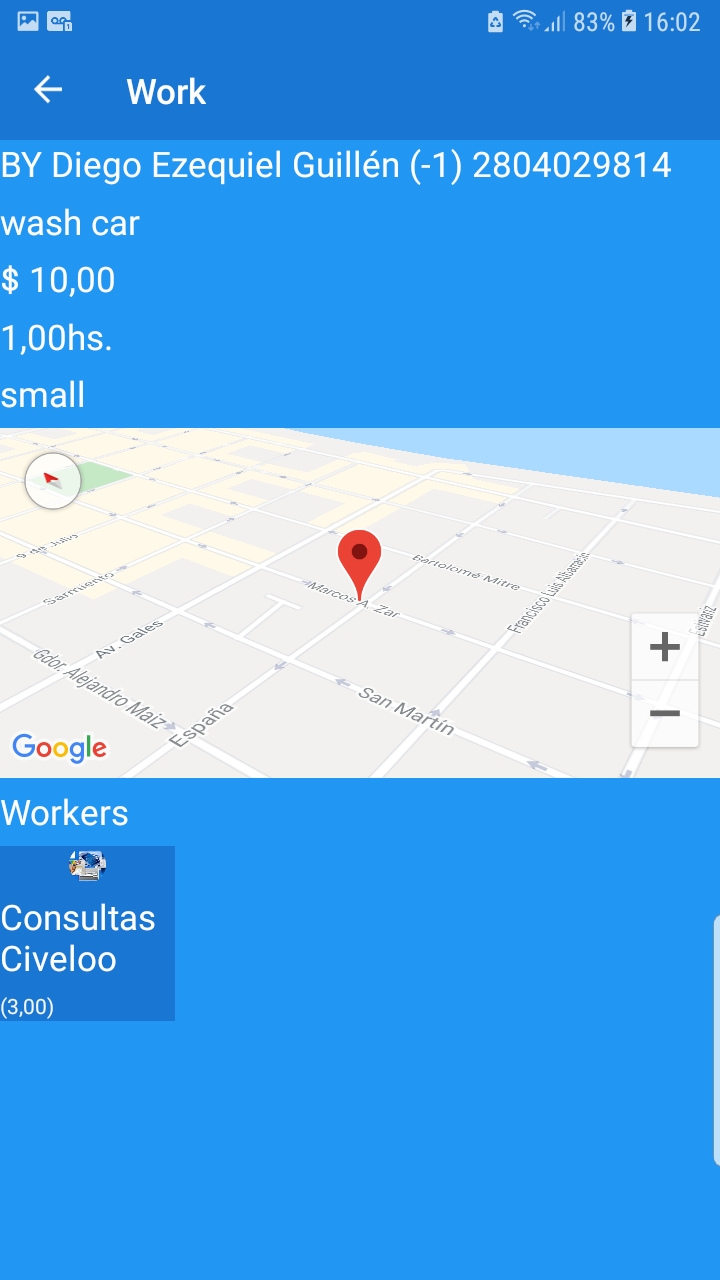 83% 16:02
Work
BY Diego Ezequiel Guillén (-1) 2804029814
wash car
$ 10,00
1,00hs.
small
9 de Julio
Sarmiento
Av. Gales
Gdor. Alejandro Maiz
España
Marcos A. Zar
Bartolomé Mitre
Francisco Luis Albarracín
Estivariz
San Martín
Google
Workers
Consultas
Civeloo
(3,00)